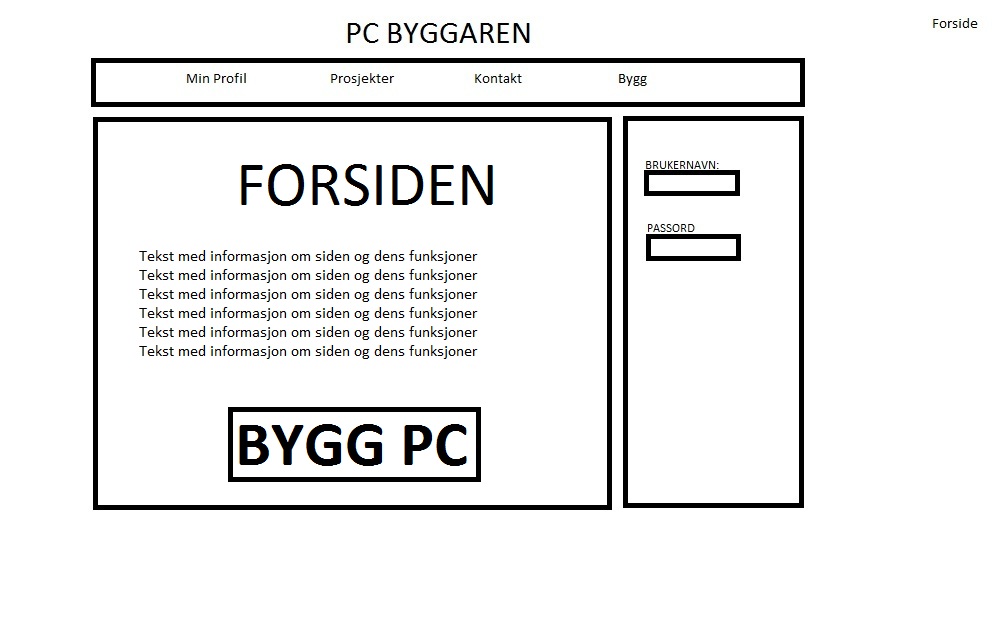 PC BYGGAREN
Forside
Min Profil Prosjekter Kontakt Bygg
FORSIDEN
Tekst med informasjon om siden og dens funksjoner
Tekst med informasjon om siden og dens funksjoner
Tekst med informasjon om siden og dens funksjoner
Tekst med informasjon om siden og dens funksjoner
Tekst med informasjon om siden og dens funksjoner
Tekst med informasjon om siden og dens funksjoner
BYGG PC
BRUKERNAVN:
PASSORD